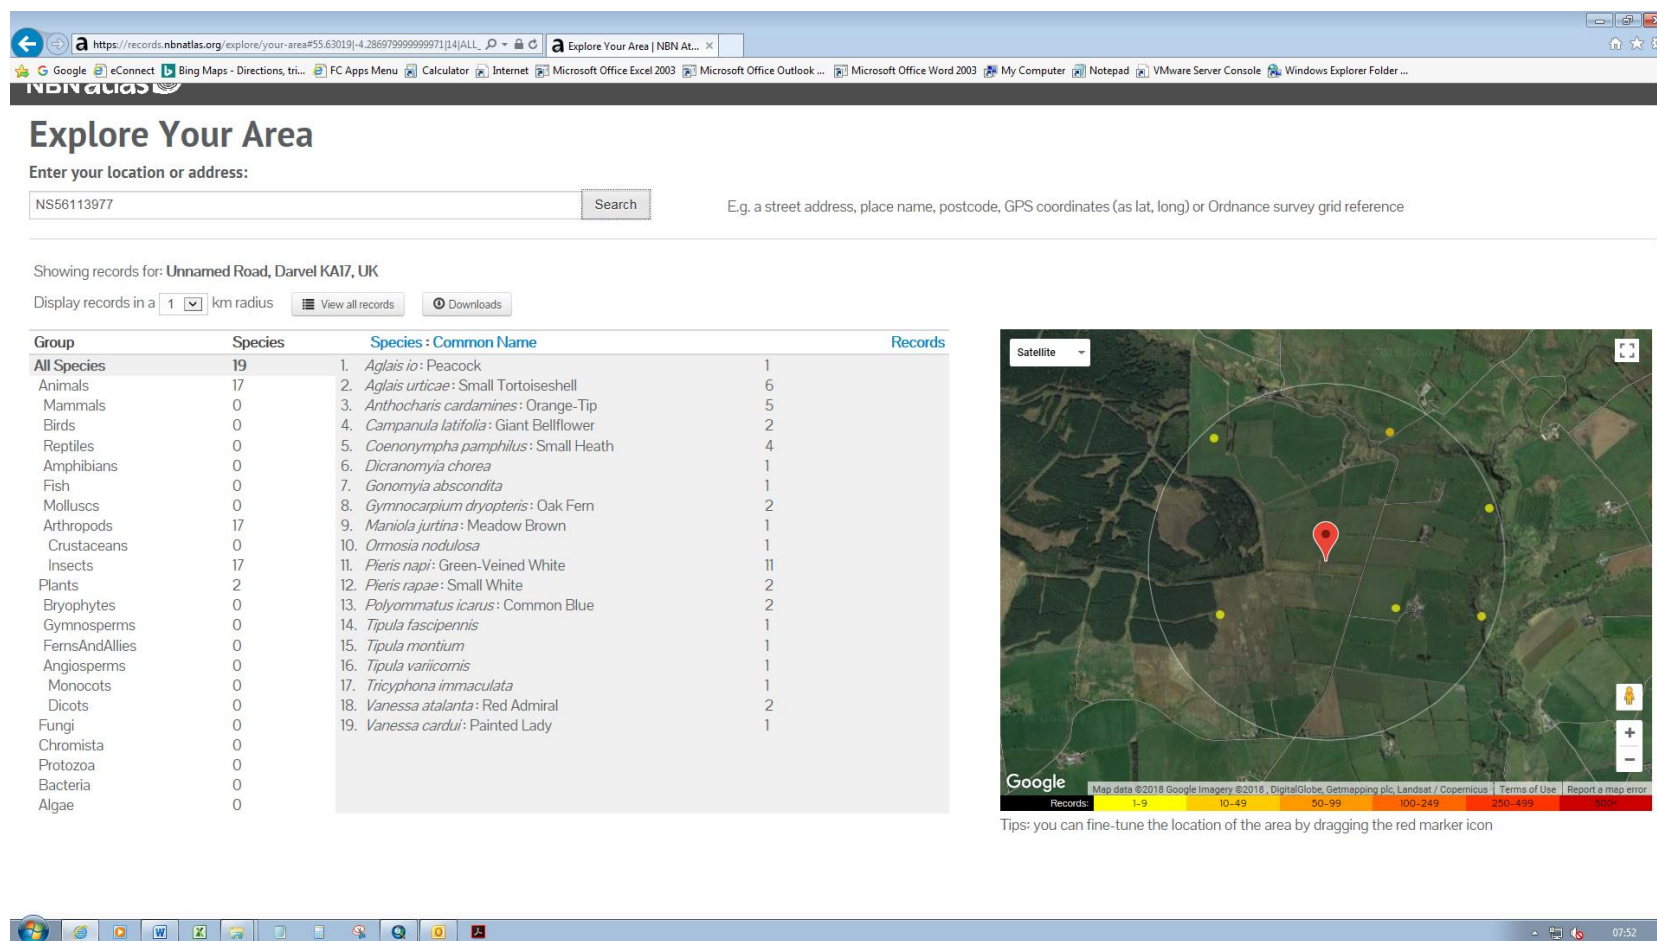 https://records.nbnatlas.org/explore/your-area#55.63019|-4.286979999999971|14|ALL_
Explore Your Area | NBN At...
Google eConnect Bing Maps - Directions, tri... FC Apps Menu Calculator Internet Microsoft Office Excel 2003 Microsoft Office Outlook ... Microsoft Office Word 2003 My Computer Notepad VMware Server Console Windows Explorer Folder ...
NBN atlas
Explore Your Area
Enter your location or address:
NS56113977 Search E.g. a street address, place name, postcode, GPS coordinates (as lat, long) or Ordnance survey grid reference
Showing records for: Unnamed Road, Darvel KA17, UK
Display records in a 1 km radius View all records Downloads
Group Species Species : Common Name Records
All Species 19 1. Aglais io : Peacock 1
Animals 17 2. Aglais urticae : Small Tortoiseshell 6
Mammals 0 3. Anthocharis cardamines : Orange-Tip 5
Birds 0 4. Campanula latifolia : Giant Bellflower 2
Reptiles 0 5. Coenonympha pamphilus : Small Heath 4
Amphibians 0 6. Dicranomyia chorea 1
Fish 0 7. Gonomyia abscondita 1
Molluscs 0 8. Gymnocarpium dryopteris : Oak Fern 2
Arthropods 17 9. Maniola jurtina : Meadow Brown 1
Crustaceans 0 10. Ormosia nodulosa 1
Insects 17 11. Pieris napi : Green-Veined White 11
Plants 2 12. Pieris rapae : Small White 2
Bryophytes 0 13. Polyommatus icarus : Common Blue 2
Gymnosperms 0 14. Tipula fascipennis 1
FernsAndAllies 0 15. Tipula montium 1
Angiosperms 0 16. Tipula variicornis 1
Monocots 0 17. Tricyphona immaculata 1
Dicots 0 18. Vanessa atalanta : Red Admiral 2
Fungi 0 19. Vanessa cardui : Painted Lady 1
Chromista 0
Protozoa 0
Bacteria 0
Algae 0
Satellite
Google
Map data ©2018 Google Imagery ©2018 , DigitalGlobe, Getmapping plc, Landsat / Copernicus Terms of Use Report a map error
Records: 1-9 10-49 50-99 100-249 250-499 500+
Tips: you can fine-tune the location of the area by dragging the red marker icon
07:52